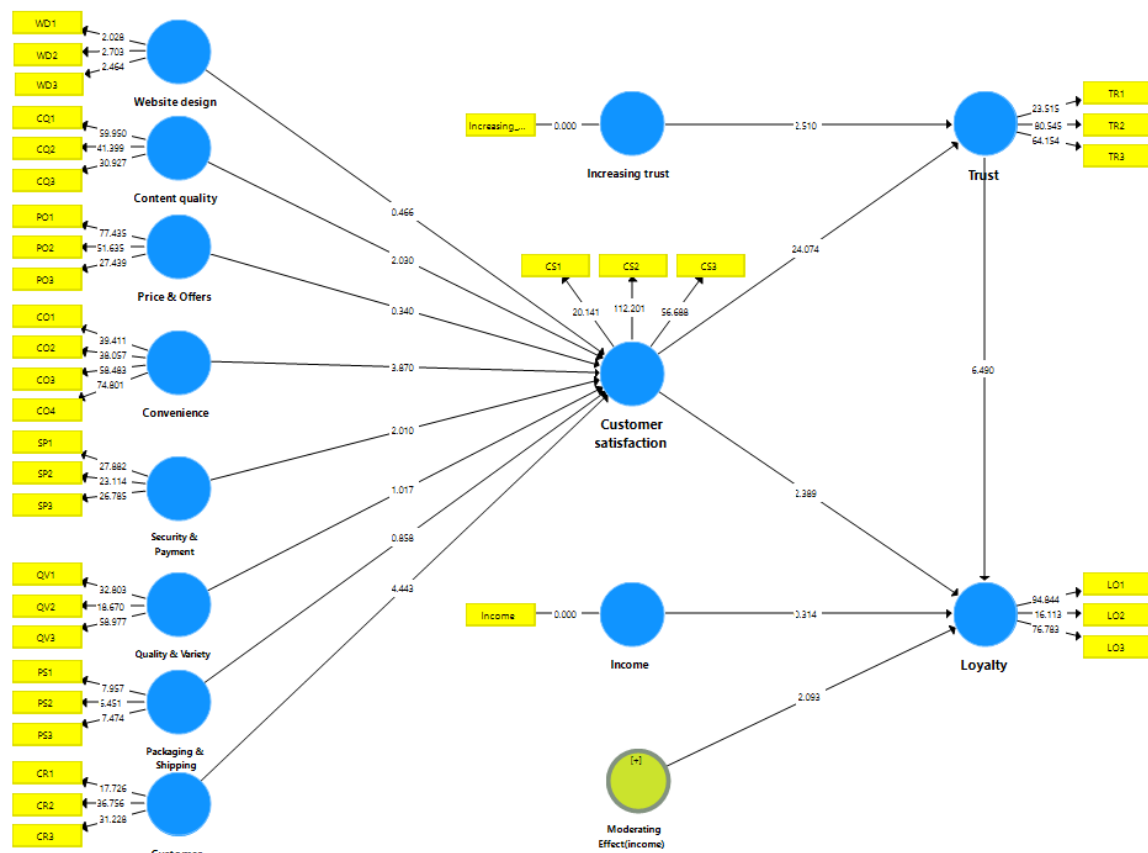 WD1
2.028
WD2
2.703
WD3
2.464
Website design
CQ1
59.950
CQ2
41.399
CQ3
30.927
Content quality
PO1
77.435
PO2
51.635
PO3
27.439
Price & Offers
CO1
39.411
CO2
38.057
CO3
58.483
CO4
74.801
Convenience
SP1
27.882
SP2
23.114
SP3
26.785
Security &
Payment
QV1
32.803
QV2
18.670
QV3
58.977
Quality & Variety
PS1
7.957
PS2
5.451
PS3
7.474
Packaging &
Shipping
CR1
17.726
CR2
36.756
CR3
31.228
0.466
2.030
0.340
3.870
2.010
1.017
0.858
4.443
Increasing_...
0.000
Increasing trust
2.510
CS1
CS2
CS3
20.141
112.201
56.688
Customer
satisfaction
24.074
2.389
Income
0.000
Income
0.314
[+]
Moderating
Effect(income)
2.093
TR1
23.515
TR2
80.545
TR3
64.154
Trust
6.490
LO1
94.844
LO2
16.113
LO3
76.783
Loyalty